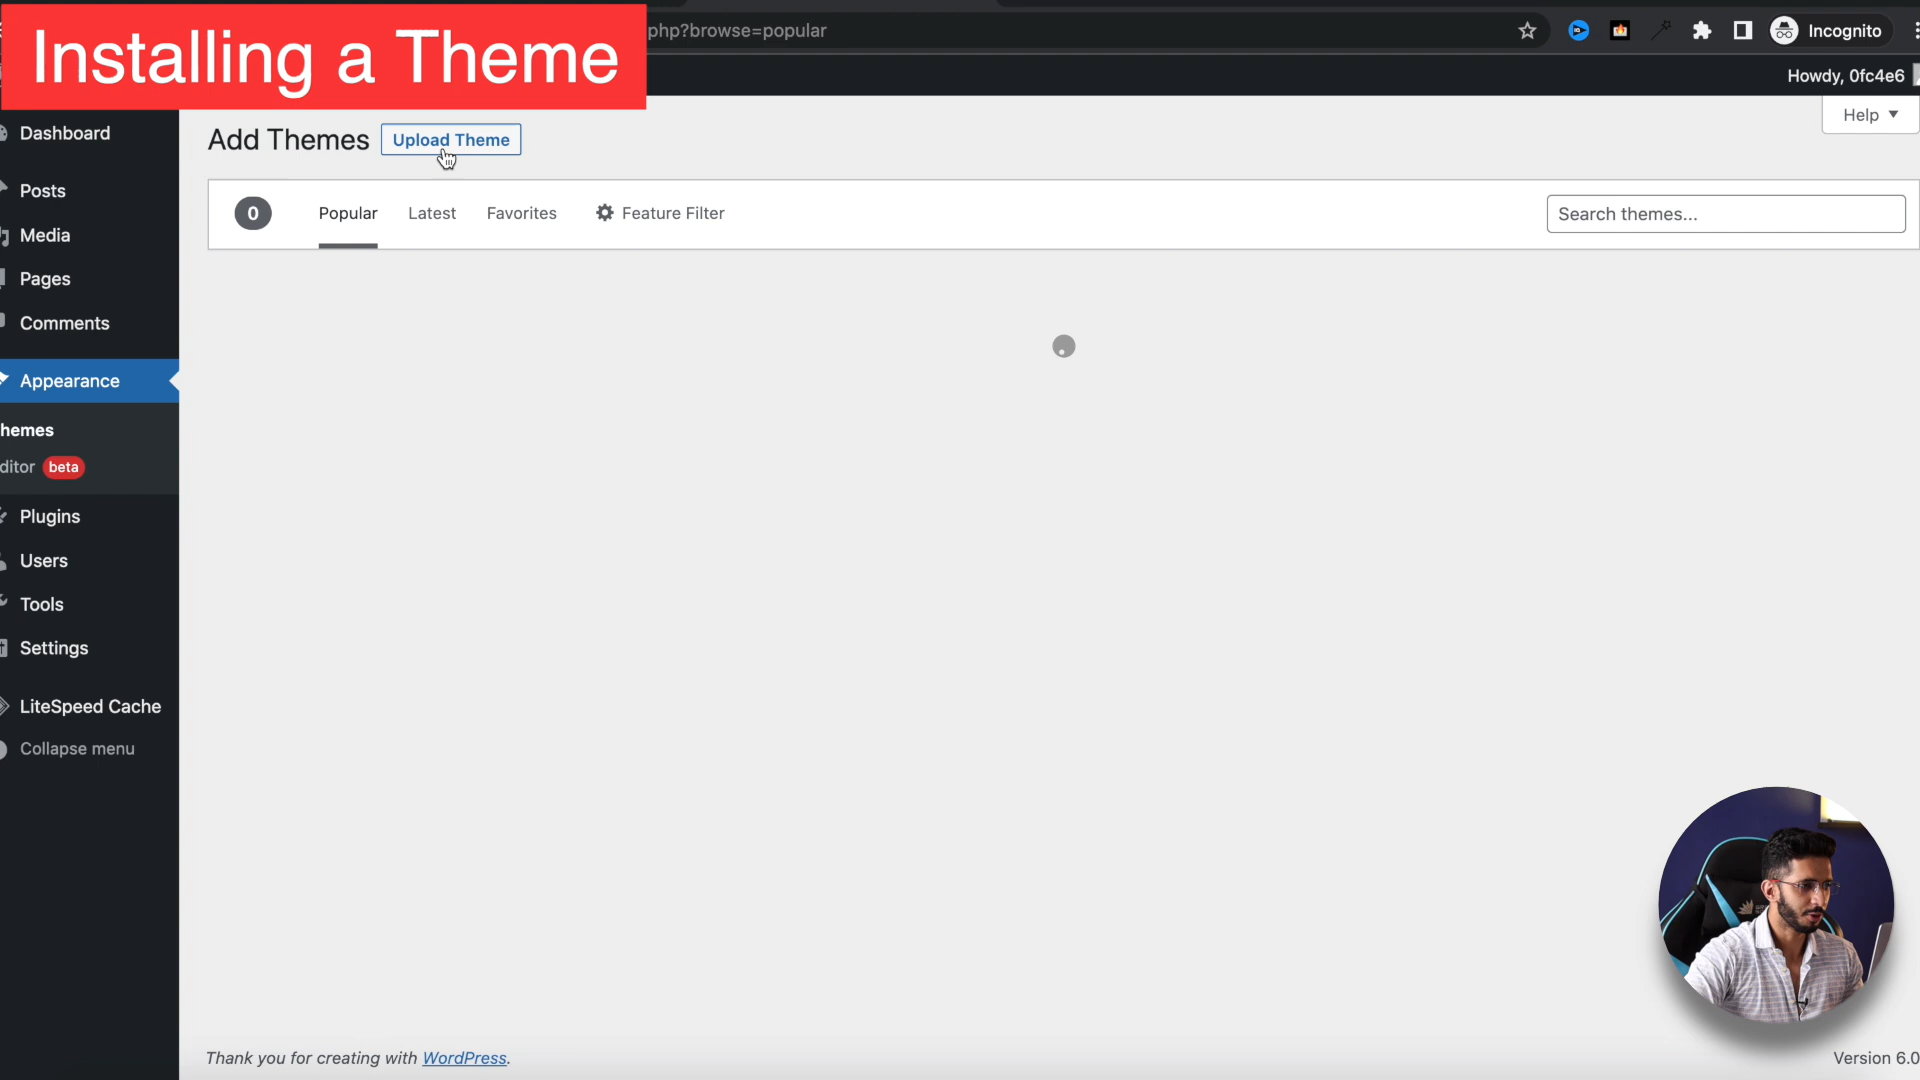 Installing a Theme
php?browse=popular
Incognito
Howdy, 0fc4e6
Help ▼
Dashboard
Posts
Media
Pages
Comments
Appearance
hemes
ditor beta
Plugins
Users
Tools
Settings
LiteSpeed Cache
Collapse menu
Add Themes Upload Theme
0 Popular Latest Favorites Feature Filter
Search themes...
Thank you for creating with WordPress.
Version 6.0